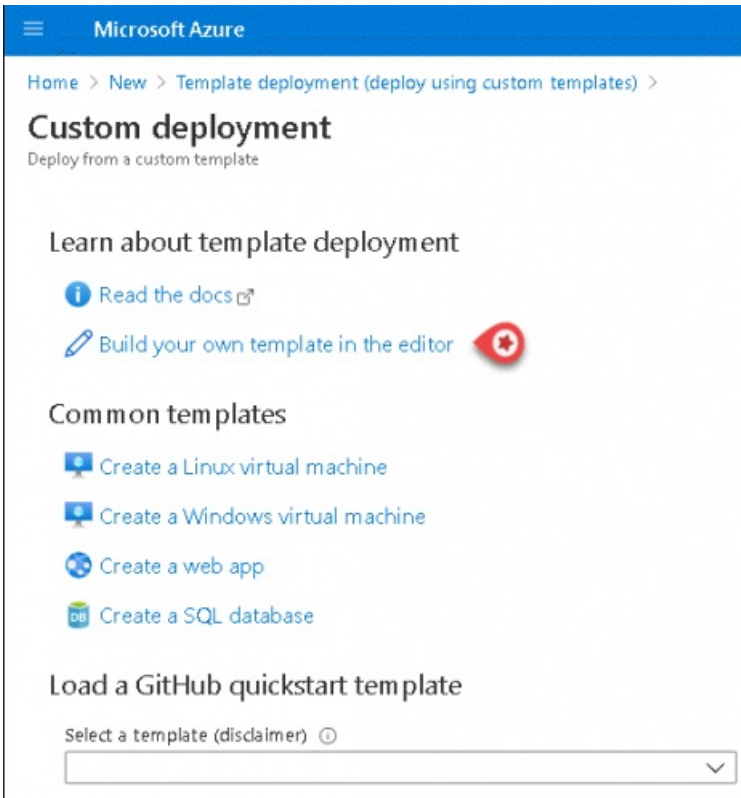 Microsoft Azure
Home > New > Template deployment (deploy using custom templates) >
Custom deployment
Deploy from a custom template
Learn about template deployment
Read the docs
Build your own template in the editor
Common templates
Create a Linux virtual machine
Create a Windows virtual machine
Create a web app
DB Create a SQL database
Load a GitHub quickstart template
Select a template (disclaimer)